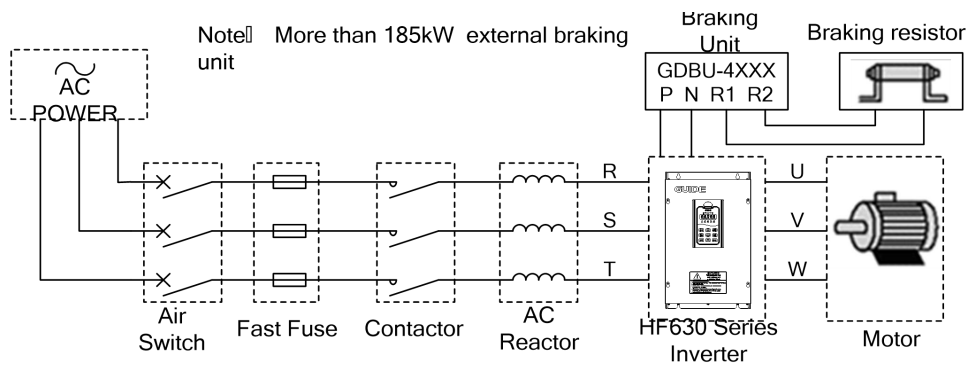 Note▯ More than 185kW external braking
unit
AC
POWER
Braking
Unit
GDBU-4XXX
P N R1 R2
Braking resistor
R
S
T
GUIDE
U
V
W
Air
Switch
Fast Fuse
Contactor
AC
Reactor
HF630 Series
Inverter
Motor